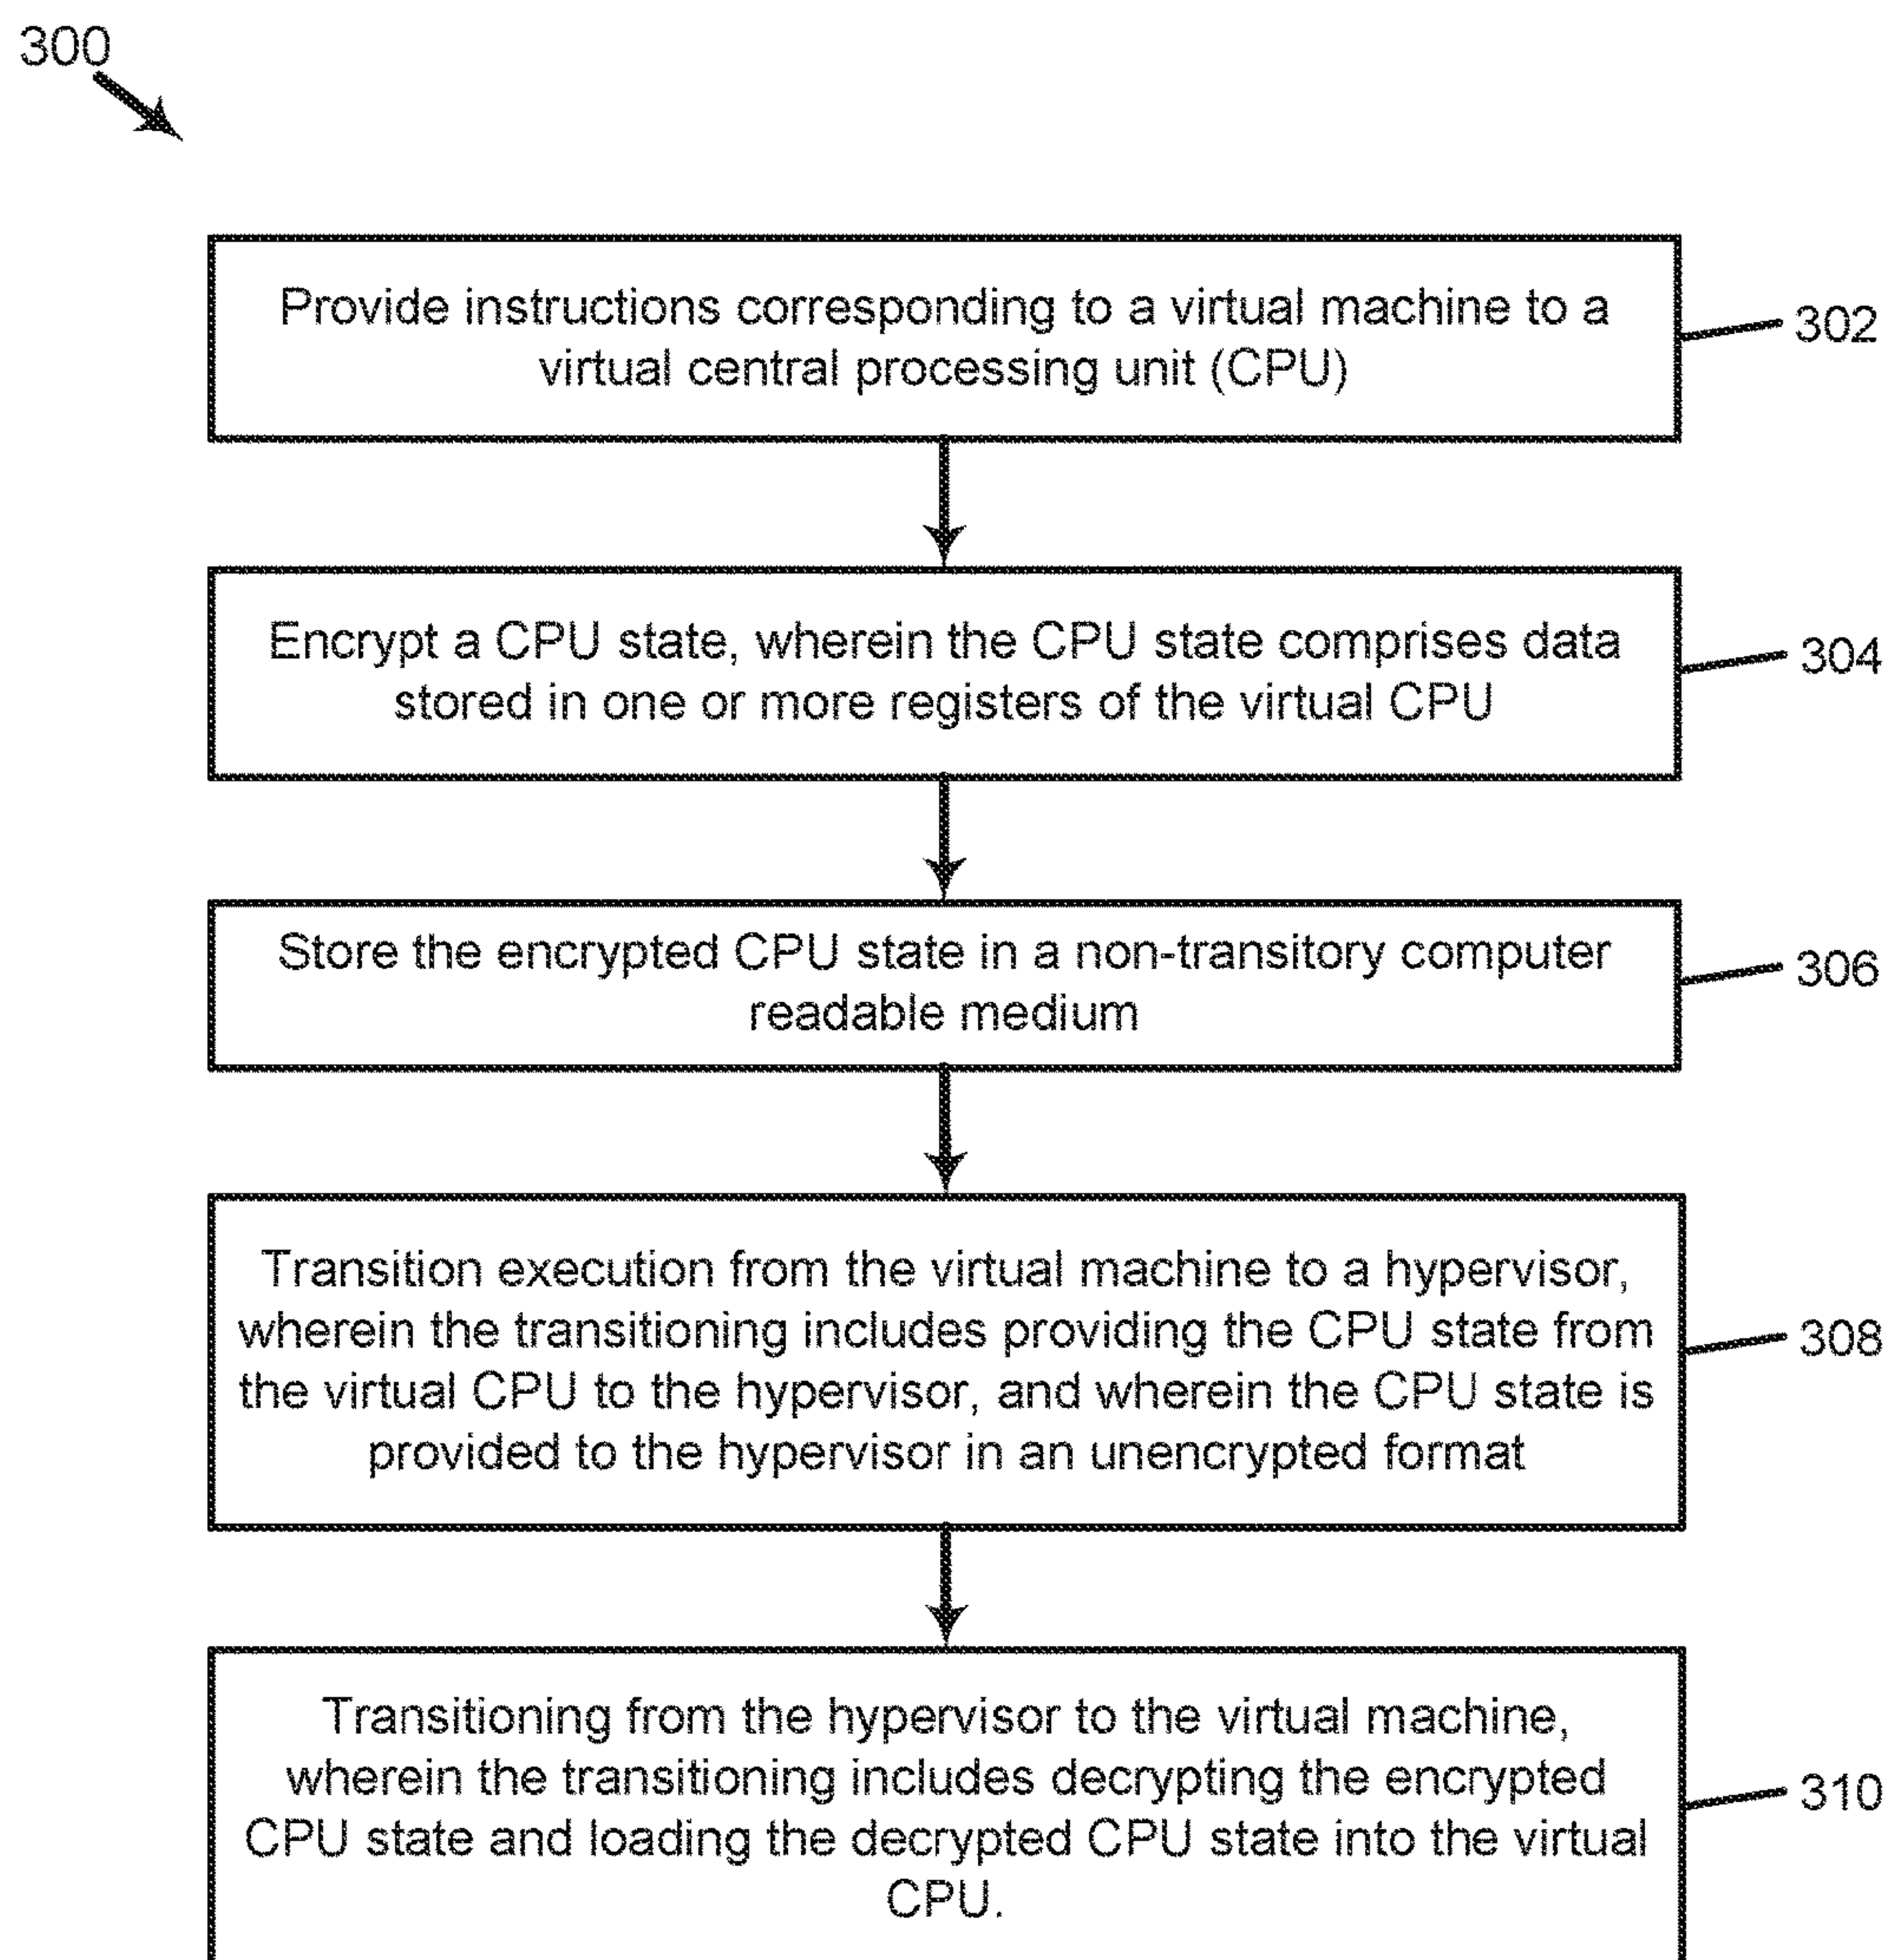 300
Provide instructions corresponding to a virtual machine to a
virtual central processing unit (CPU)
302
Encrypt a CPU state, wherein the CPU state comprises data
stored in one or more registers of the virtual CPU
304
Store the encrypted CPU state in a non-transitory computer
readable medium
306
Transition execution from the virtual machine to a hypervisor,
wherein the transitioning includes providing the CPU state from
the virtual CPU to the hypervisor, and wherein the CPU state is
provided to the hypervisor in an unencrypted format
308
Transitioning from the hypervisor to the virtual machine,
wherein the transitioning includes decrypting the encrypted
CPU state and loading the decrypted CPU state into the virtual
CPU.
310